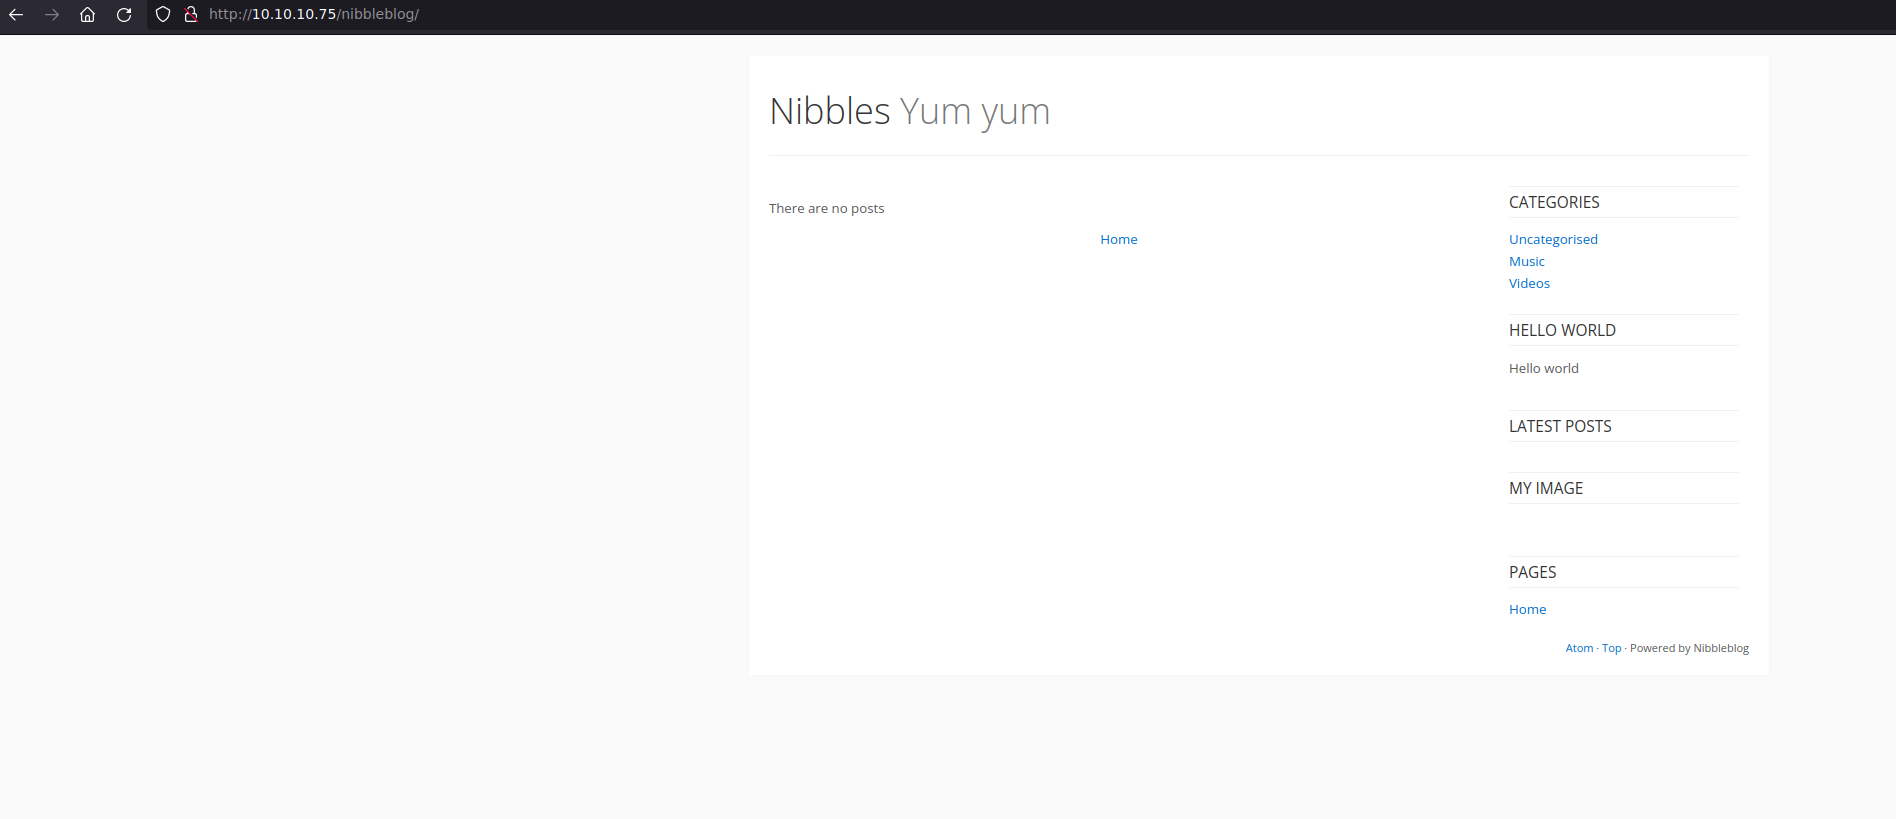 http://10.10.10.75/nibbleblog/
Nibbles Yum yum
There are no posts
Home
CATEGORIES
Uncategorised
Music
Videos
HELLO WORLD
Hello world
LATEST POSTS
MY IMAGE
PAGES
Home
Atom · Top · Powered by Nibbleblog